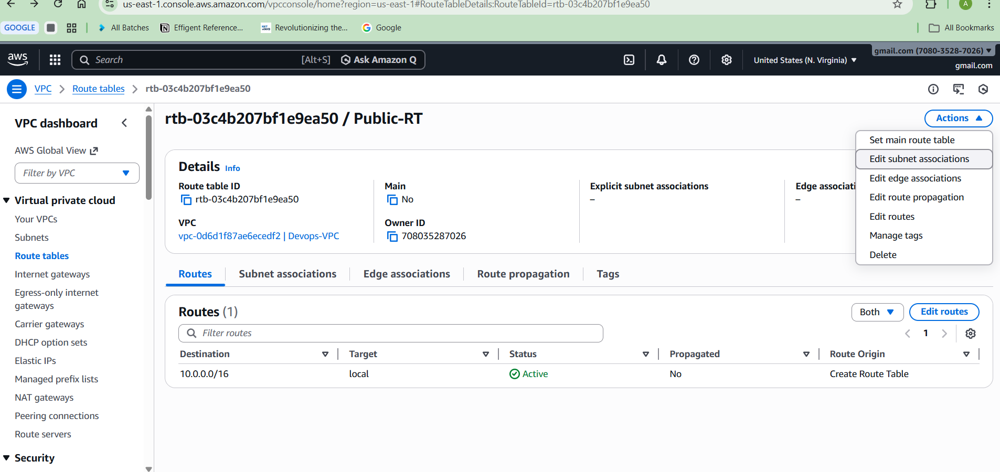 us-east-1.console.aws.amazon.com/vpcconsole/home?region=us-east-1#RouteTableDetails:RouteTableId=rtb-03c4b207bf1e9ea50
A
GOOGLE All Batches Effigent Reference... Revolutionizing the... Google All Bookmarks
aws Search [Alt+S] Ask Amazon Q United States (N. Virginia) gmail.com (7080-3528-7026)
gmail.com
VPC Route tables rtb-03c4b207bf1e9ea50
VPC dashboard
AWS Global View
Filter by VPC
Virtual private cloud
Your VPCs
Subnets
Route tables
Internet gateways
Egress-only internet
gateways
Carrier gateways
DHCP option sets
Elastic IPs
Managed prefix lists
NAT gateways
Peering connections
Route servers
Security
rtb-03c4b207bf1e9ea50 / Public-RT
Actions
Set main route table
Edit subnet associations
Edit edge associations
Edit route propagation
Edit routes
Manage tags
Delete
Details Info
Route table ID
rtb-03c4b207bf1e9ea50
Main
No
Explicit subnet associations
–
Edge associati
–
VPC
vpc-0d6d1f87ae6ecedf2 | Devops-VPC
Owner ID
708035287026
Routes Subnet associations Edge associations Route propagation Tags
Routes (1)
Both Edit routes
Filter routes
1
Destination Target Status Propagated Route Origin
10.0.0.0/16 local Active No Create Route Table